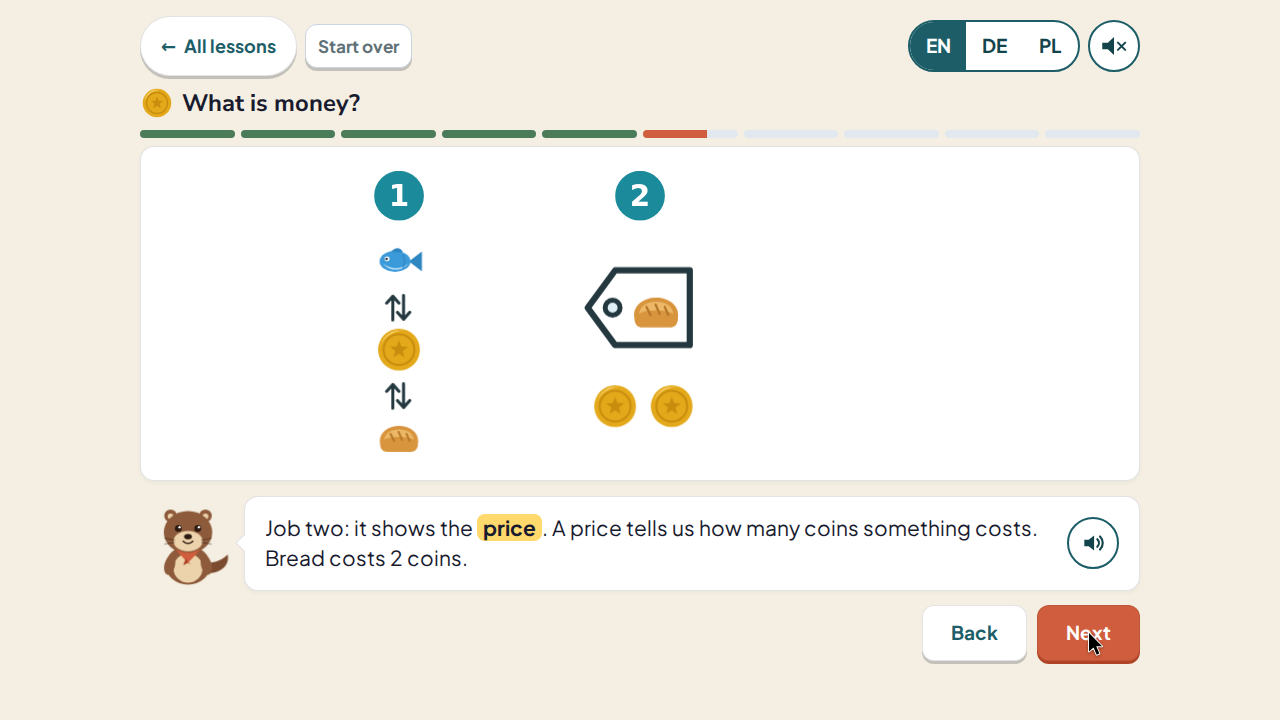 ← All lessons
Start over
EN
DE
PL
What is money?
1
2
Job two: it shows the price. A price tells us how many coins something costs.
Bread costs 2 coins.
Back
Next